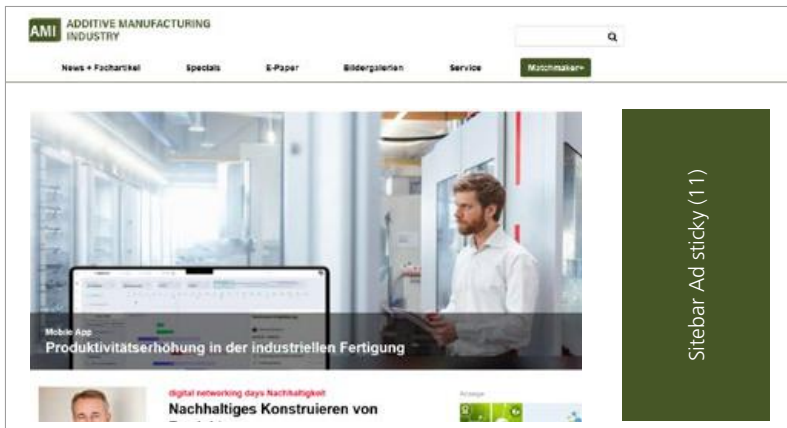 AMI
ADDITIVE MANUFACTURING
INDUSTRY
News + Fachartikel
Specials
E-Paper
Bildergalerien
Service
Matchmaker+
Sitebar Ad sticky (11)
Mobile App
Produktivitätserhöhung in der industriellen Fertigung
digital networking days Nachhaltigkeit
Anzeige
Nachhaltiges Konstruieren von